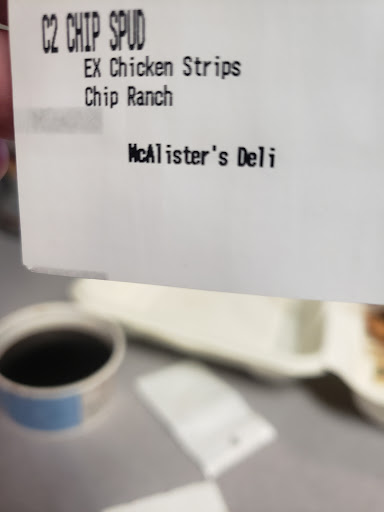 C2 CHIP SPUD
EX Chicken Strips
Chip Ranch
McAlister's Deli